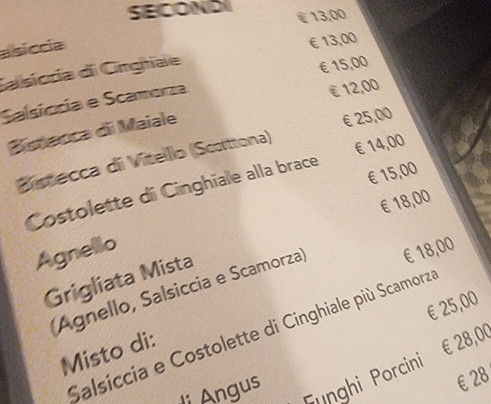 SECONDI
alsiccia € 13,00
Salsiccia di Cinghiale € 13,00
Salsiccia e Scamorza € 15,00
Bistecca di Maiale € 12,00
Bistecca di Vitello (Scottona) € 25,00
Costolette di Cinghiale alla brace € 14,00
Agnello € 15,00
Grigliata Mista € 18,00
(Agnello, Salsiccia e Scamorza)
Misto di: € 18,00
Salsiccia e Costolette di Cinghiale più Scamorza
di Angus € 25,00
Funghi Porcini € 28,00
€ 28